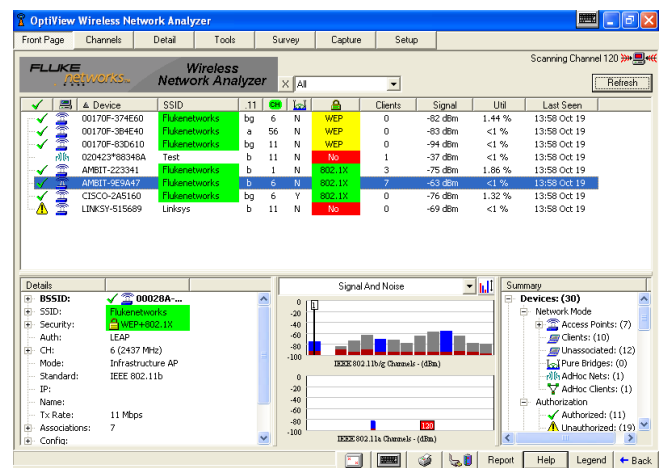 OptiView Wireless Network Analyzer
Front Page Channels Detail Tools Survey Capture Setup
Scanning Channel 120
FLUKE networks. Wireless Network Analyzer X All Refresh
Device SSID .11 CH Clients Signal Util Last Seen
00170F-374E60 Flukenetworks bg 6 N WEP 0 -82 dBm 1.44 % 13:58 Oct 19
00170F-3B4E40 Flukenetworks a 56 N WEP 0 -83 dBm <1 % 13:58 Oct 19
00170F-83D610 Flukenetworks bg 11 N WEP 0 -94 dBm <1 % 13:58 Oct 19
020423*88348A Test b 11 N No 1 -37 dBm <1 % 13:58 Oct 19
AMBIT-223341 Flukenetworks b 1 N 802.1X 3 -75 dBm 1.86 % 13:58 Oct 19
AMBIT-9E9A47 Flukenetworks b 6 N 802.1X 7 -63 dBm <1 % 13:58 Oct 19
CISCO-2A5160 Flukenetworks bg 6 Y 802.1X 0 -76 dBm 1.32 % 13:58 Oct 19
LINKSY-515689 Linksys b 11 N No 0 -69 dBm <1 % 13:58 Oct 19
Details
BSSID: 00028A-...
SSID: Flukenetworks
Security: WEP+802.1X
Auth: LEAP
CH: 6 (2437 MHz)
Mode: Infrastructure AP
Standard: IEEE 802.11b
IP:
Name:
Tx Rate: 11 Mbps
Associations: 7
Config:
Signal And Noise
0
-20
-40
-60
-80
-100
1
IEEE 802.11b/g Channels - (dBm)
0
-20
-40
-60
-80
-100
120
IEEE 802.11a Channels - (dBm)
Summary
Devices: (30)
Network Mode
Access Points: (7)
Clients: (10)
Unassociated: (12)
Pure Bridges: (0)
AdHoc Nets: (1)
AdHoc Clients: (1)
Authorization
Authorized: (11)
Unauthorized: (19)
Report Help Legend Back